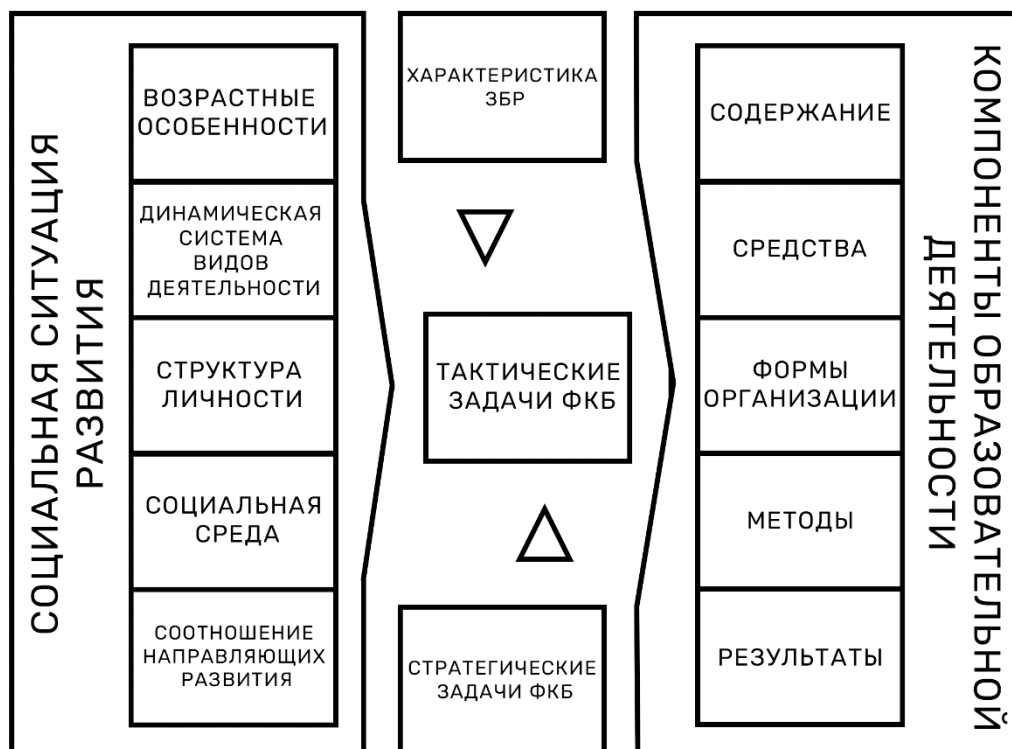 СОЦИАЛЬНАЯ СИТУАЦИЯ
РАЗВИТИЯ
ВОЗРАСТНЫЕ
ОСОБЕННОСТИ
ДИНАМИЧЕСКАЯ
СИСТЕМА
ВИДОВ
ДЕЯТЕЛЬНОСТИ
СТРУКТУРА
ЛИЧНОСТИ
СОЦИАЛЬНАЯ
СРЕДА
СООТНОШЕНИЕ
НАПРАВЛЯЮЩИХ
РАЗВИТИЯ
ХАРАКТЕРИСТИКА
ЗБР
ТАКТИЧЕСКИЕ
ЗАДАЧИ ФКБ
СТРАТЕГИЧЕСКИЕ
ЗАДАЧИ ФКБ
СОДЕРЖАНИЕ
СРЕДСТВА
ФОРМЫ
ОРГАНИЗАЦИИ
МЕТОДЫ
РЕЗУЛЬТАТЫ
КОМПОНЕНТЫ ОБРАЗОВАТЕЛЬНОЙ
ДЕЯТЕЛЬНОСТИ